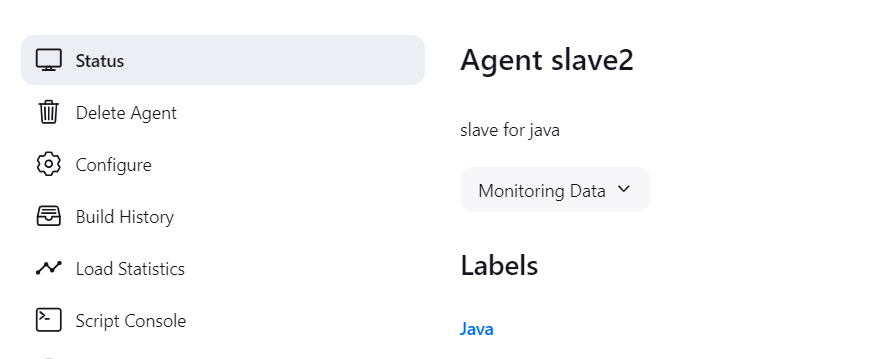 Status
Delete Agent
Configure
Build History
Load Statistics
Script Console
Agent slave2
slave for java
Monitoring Data
Labels
Java